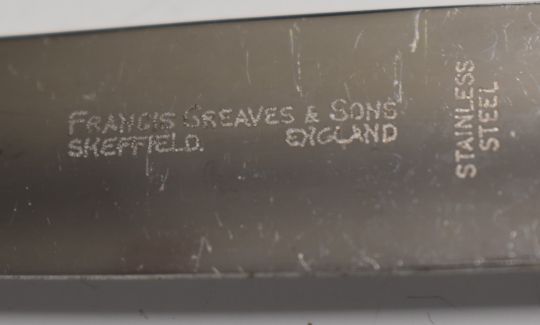 FRANCIS GREAVES & SONS
SHEFFIELD. ENGLAND
STAINLESS
STEEL